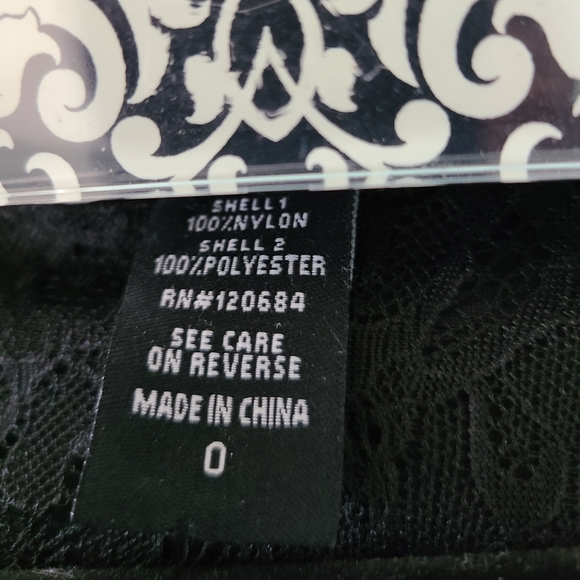 SHELL 1
100%NYLON
SHELL 2
100%POLYESTER
RN#120684
SEE CARE
ON REVERSE
MADE IN CHINA
0